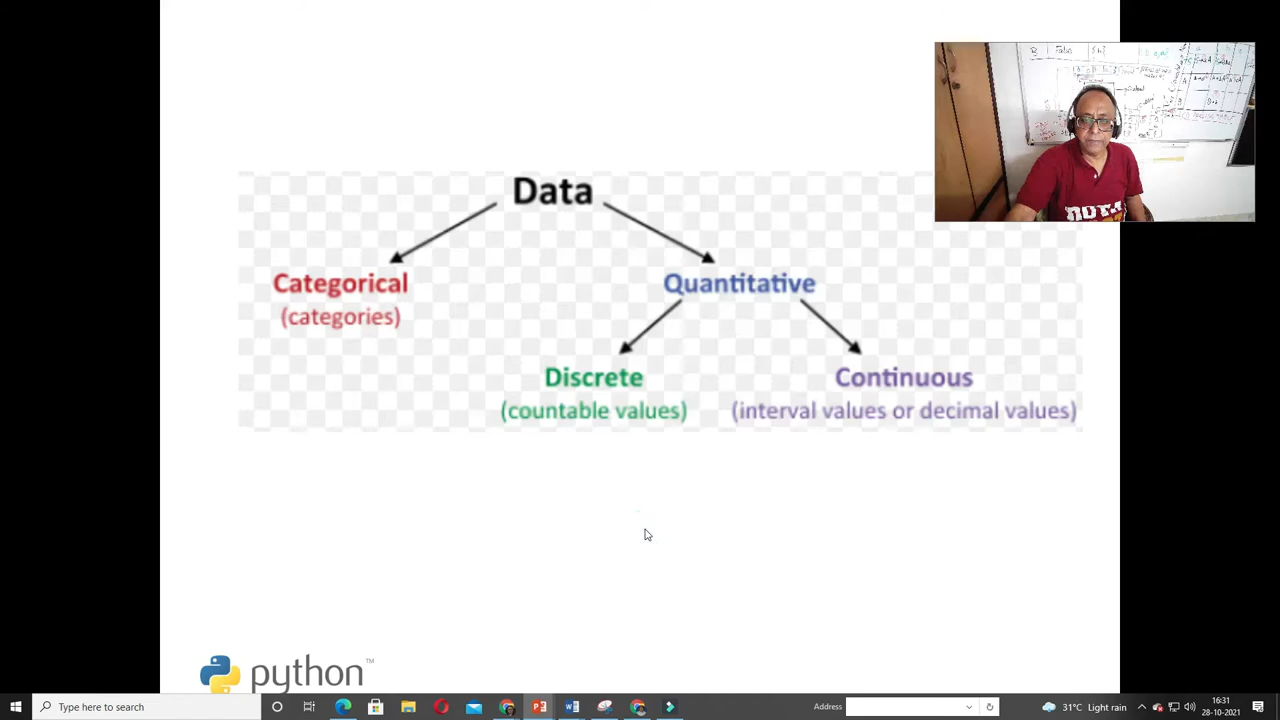 Data
Categorical
(categories)
Quantitative
Discrete
(countable values)
Continuous
(interval values or decimal values)
python™
Type here to search
Address
31°C Light rain
16:31
28-10-2021